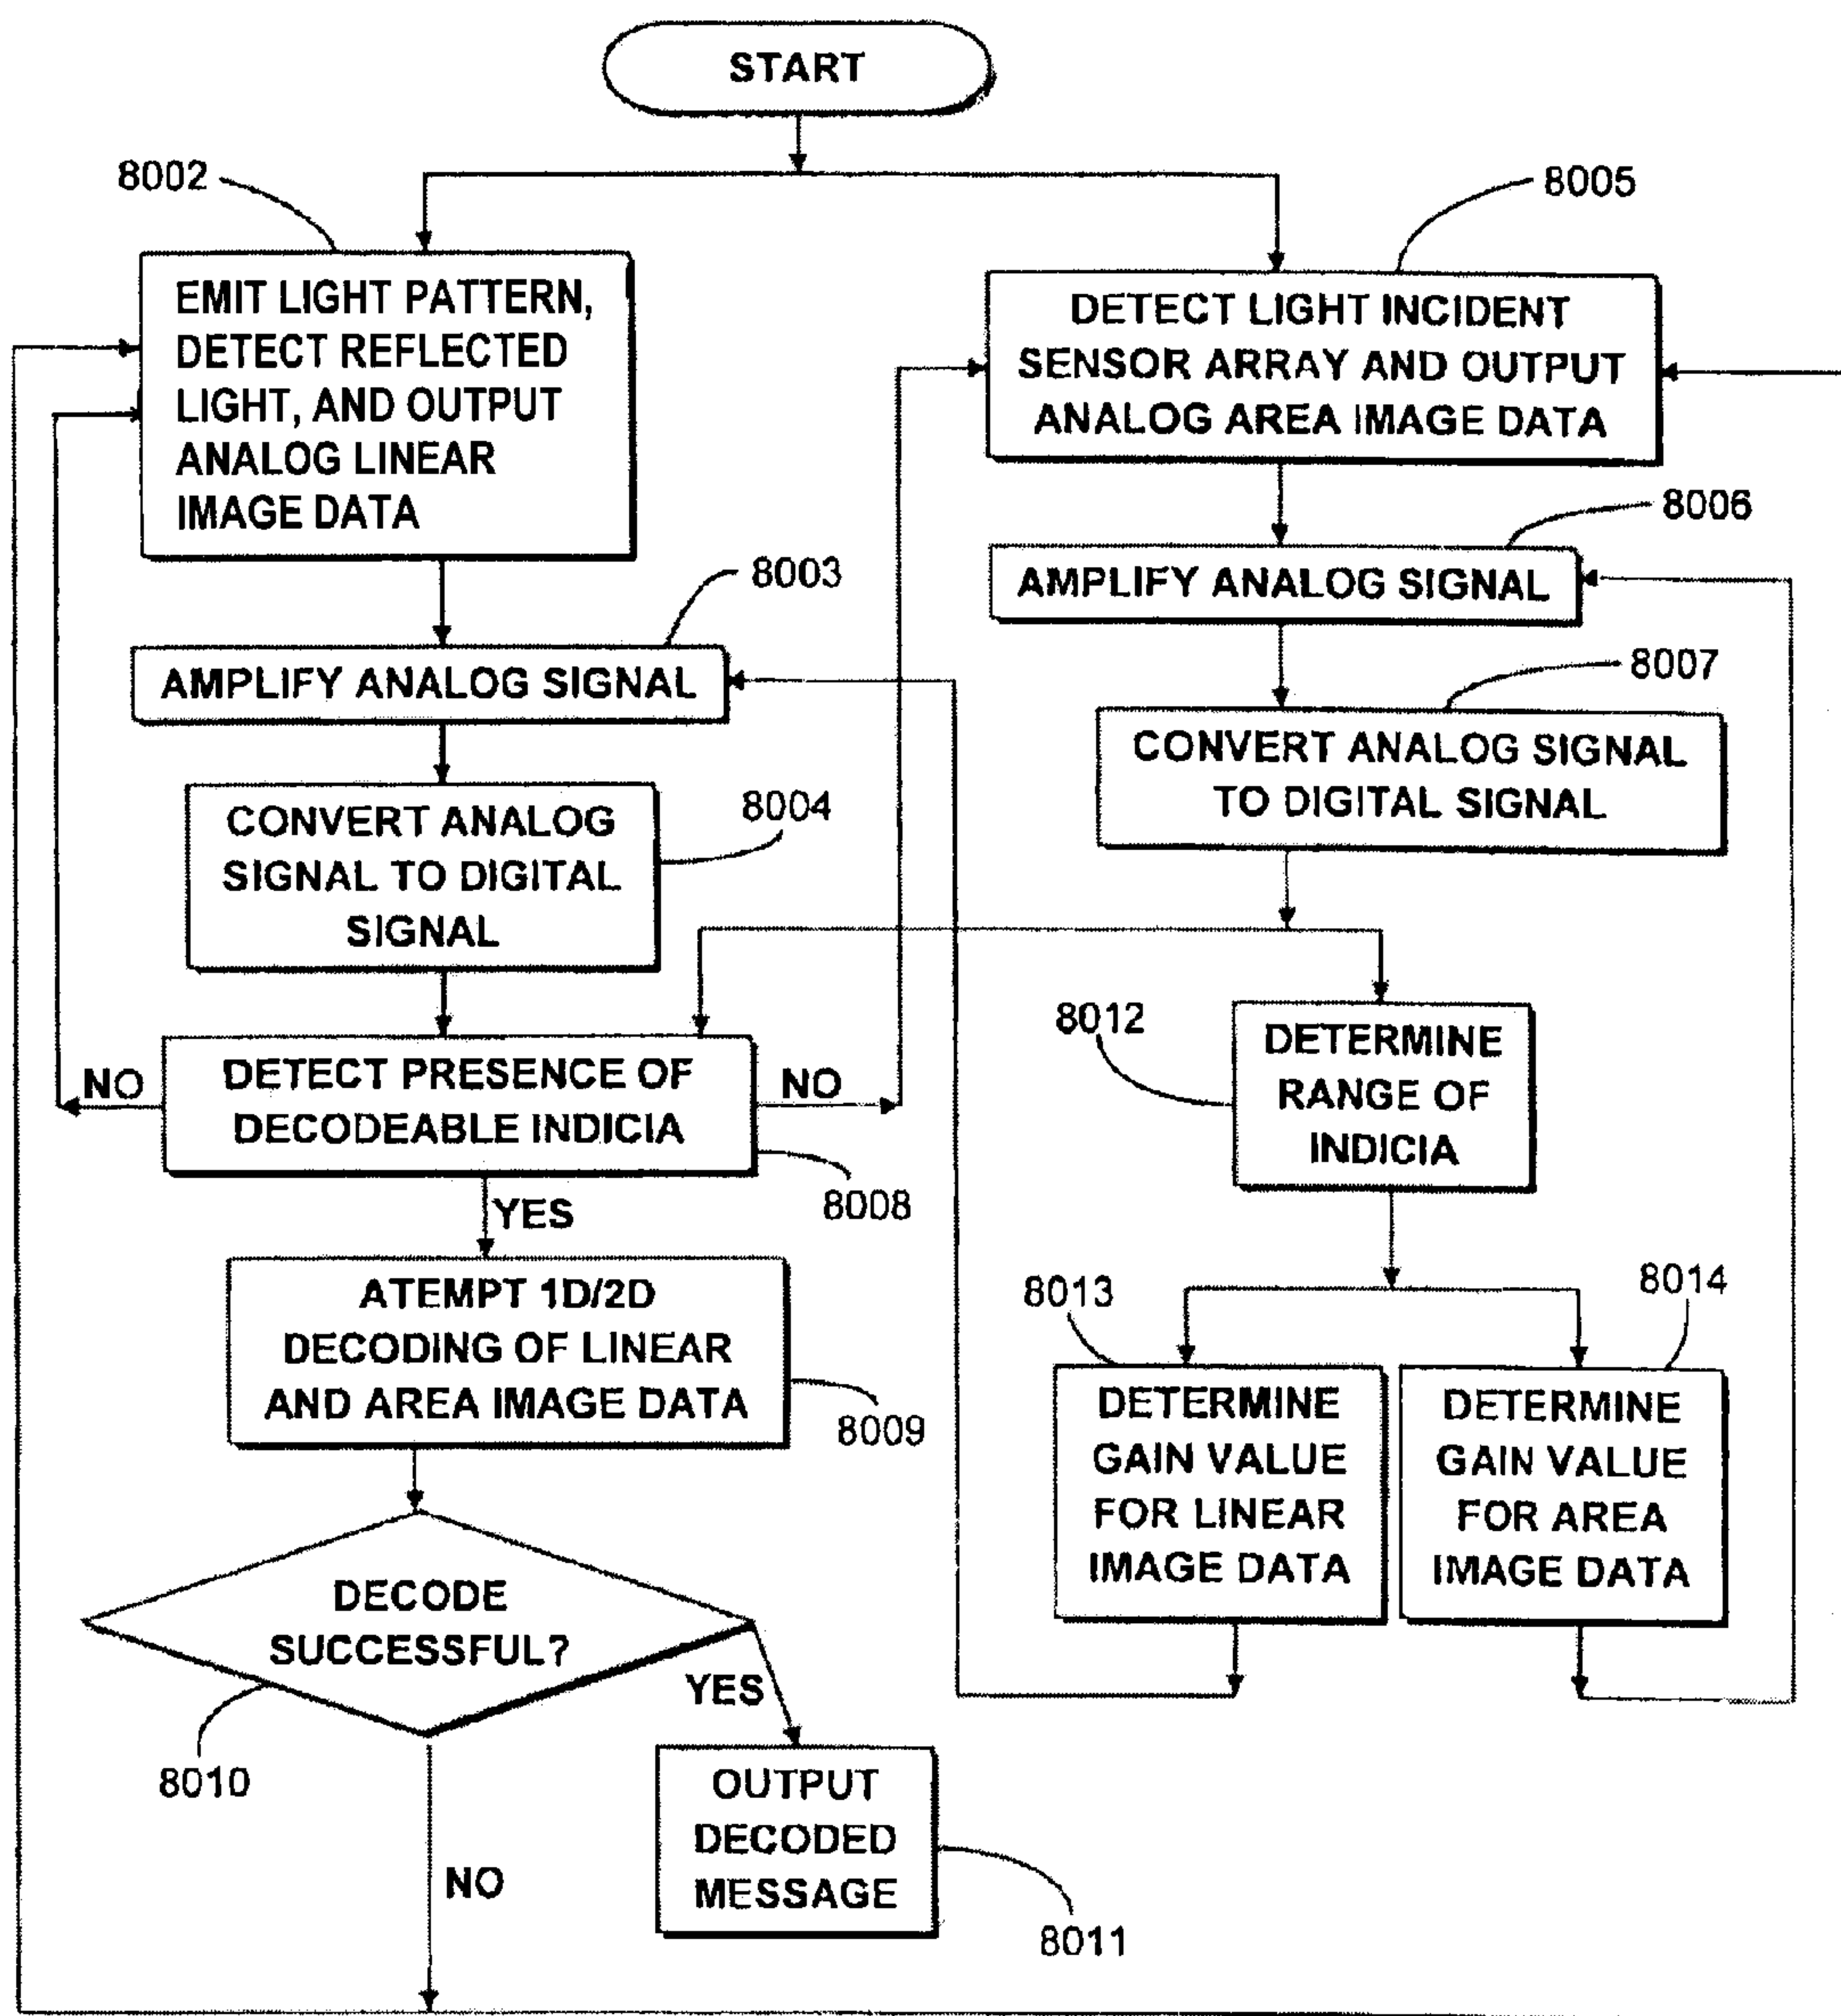 START
8002
8005
EMIT LIGHT PATTERN,
DETECT REFLECTED
LIGHT, AND OUTPUT
ANALOG LINEAR
IMAGE DATA
DETECT LIGHT INCIDENT
SENSOR ARRAY AND OUTPUT
ANALOG AREA IMAGE DATA
8003
8006
AMPLIFY ANALOG SIGNAL
AMPLIFY ANALOG SIGNAL
8007
CONVERT ANALOG
SIGNAL TO DIGITAL
SIGNAL
8004
CONVERT ANALOG SIGNAL
TO DIGITAL SIGNAL
NO
DETECT PRESENCE OF
DECODEABLE INDICIA
NO
8008
8012
DETERMINE
RANGE OF
INDICIA
YES
ATEMPT 1D/2D
DECODING OF LINEAR
AND AREA IMAGE DATA
8009
8013
8014
DETERMINE
GAIN VALUE
FOR LINEAR
IMAGE DATA
DETERMINE
GAIN VALUE
FOR AREA
IMAGE DATA
DECODE
SUCCESSFUL?
YES
8010
OUTPUT
DECODED
MESSAGE
NO
8011